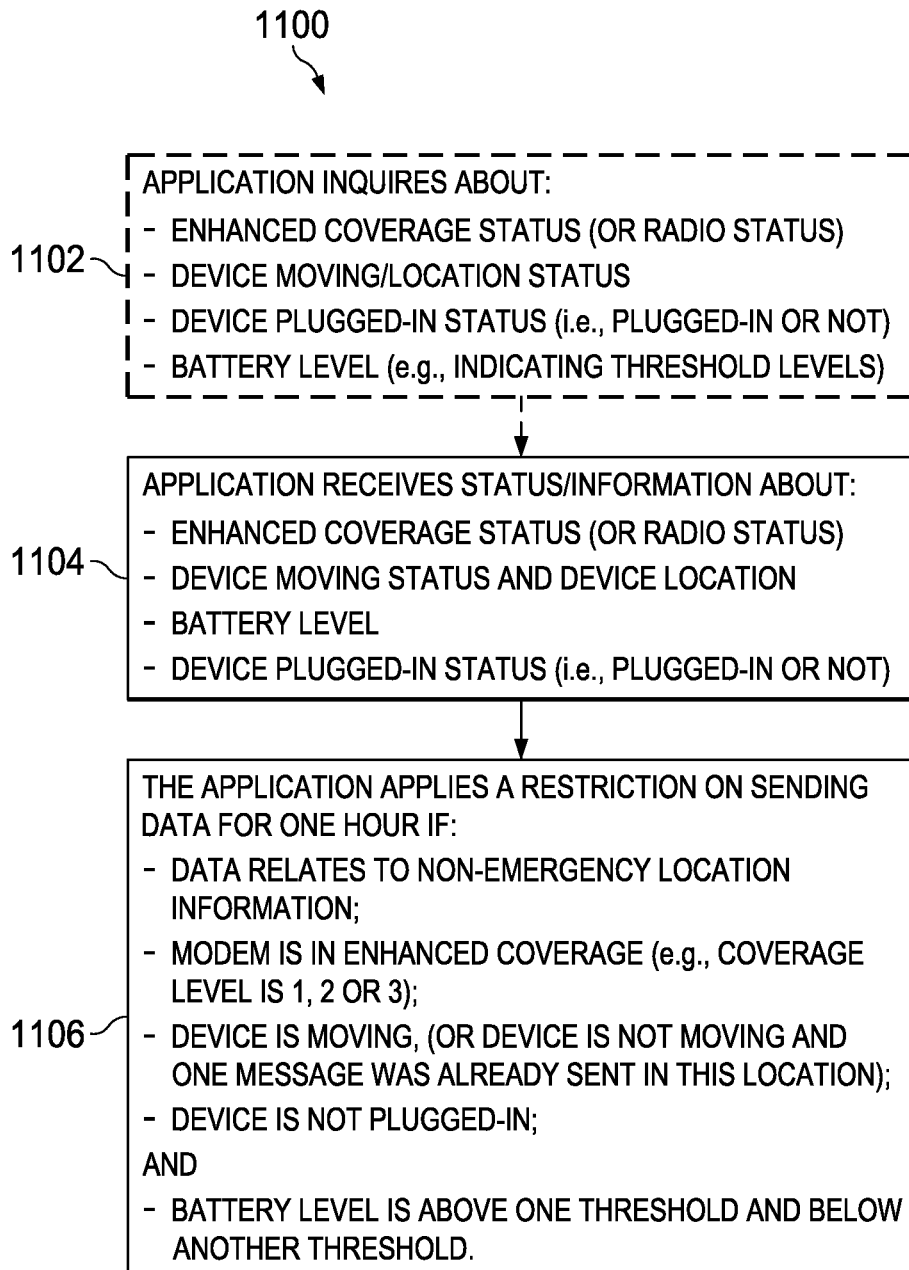 1100
APPLICATION INQUIRES ABOUT:
- ENHANCED COVERAGE STATUS (OR RADIO STATUS)
1102
- DEVICE MOVING/LOCATION STATUS
- DEVICE PLUGGED-IN STATUS (i.e., PLUGGED-IN OR NOT)
- BATTERY LEVEL (e.g., INDICATING THRESHOLD LEVELS)
APPLICATION RECEIVES STATUS/INFORMATION ABOUT:
- ENHANCED COVERAGE STATUS (OR RADIO STATUS)
1104
- DEVICE MOVING STATUS AND DEVICE LOCATION
- BATTERY LEVEL
- DEVICE PLUGGED-IN STATUS (i.e., PLUGGED-IN OR NOT)
THE APPLICATION APPLIES A RESTRICTION ON SENDING
DATA FOR ONE HOUR IF:
- DATA RELATES TO NON-EMERGENCY LOCATION
INFORMATION;
- MODEM IS IN ENHANCED COVERAGE (e.g., COVERAGE
LEVEL IS 1, 2 OR 3);
1106
- DEVICE IS MOVING, (OR DEVICE IS NOT MOVING AND
ONE MESSAGE WAS ALREADY SENT IN THIS LOCATION);
- DEVICE IS NOT PLUGGED-IN;
AND
- BATTERY LEVEL IS ABOVE ONE THRESHOLD AND BELOW
ANOTHER THRESHOLD.